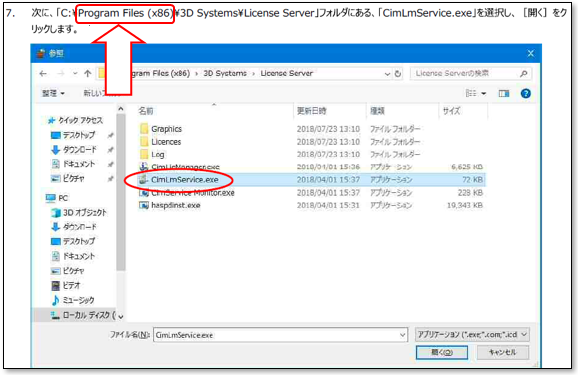 7. 次に、「C:¥Program Files (x86)¥3D Systems¥License Server」フォルダにある、「CimLmService.exe」を選択し、[開く] をク
リックします。
参照
ogram Files (x86) › 3D Systems › License Server
License Serverの検索
整理
新しい
名前
更新日時
種類
サイズ
クイック アクセス
デスクトップ
ダウンロード
ドキュメント
ピクチャ
PC
3D オブジェクト
デスクトップ
ダウンロード
ドキュメント
ピクチャ
ビデオ
ミュージック
ローカル ディスク (
Graphics 2018/07/23 13:10 ファイル フォルダー
Licences 2018/07/23 13:10 ファイル フォルダー
Log 2018/07/23 13:10 ファイル フォルダー
CimLicManager.exe 2018/04/01 15:36 アプリケーション 6,625 KB
CimLmService.exe 2018/04/01 15:37 アプリケーション 72 KB
CimService Monitor.exe 2018/04/01 15:37 アプリケーション 228 KB
haspdinst.exe 2018/04/01 15:31 アプリケーション 19,343 KB
ファイル名(N): CimLmService.exe
アプリケーション (*.exe;*.com;*.icd
開く(O)
キャンセル